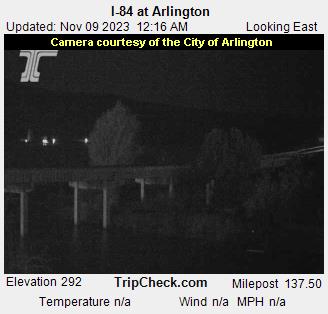 I-84 at Arlington
Updated: Nov 09 2023 12:16 AM Looking East
Camera courtesy of the City of Arlington
Elevation 292 TripCheck.com Milepost 137.50
Temperature n/a Wind n/a MPH n/a